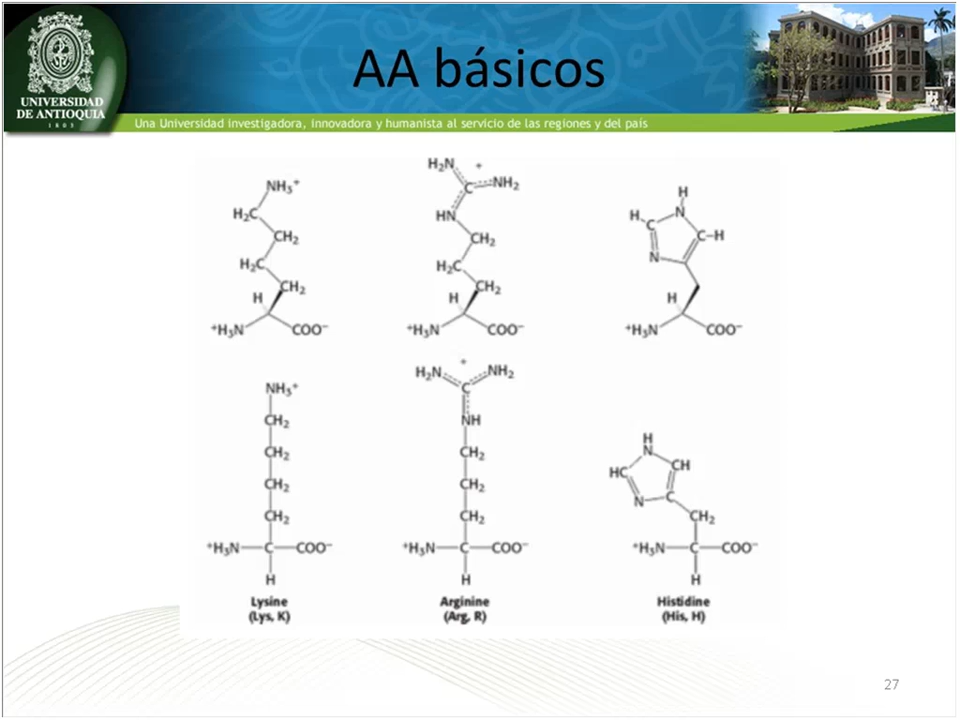 AA básicos
UNIVERSIDAD
DE ANTIOQUIA
1803
Una Universidad investigadora, innovadora y humanista al servicio de las regiones y del país
NH₃⁺
H₂C
CH₂
H₂C
CH₂
H
⁺H₃N
COO⁻
H₂N
+
NH₂
C
HN
CH₂
H₂C
CH₂
H
⁺H₃N
COO⁻
H
N
H
C
C-H
N
H
⁺H₃N
COO⁻
NH₃⁺
CH₂
CH₂
CH₂
CH₂
⁺H₃N—C—COO⁻
H
Lysine
(Lys, K)
+
H₂N
NH₂
C
NH
CH₂
CH₂
CH₂
⁺H₃N—C—COO⁻
H
Arginine
(Arg, R)
H
N
HC
CH
N
C
CH₂
⁺H₃N—C—COO⁻
H
Histidine
(His, H)
27